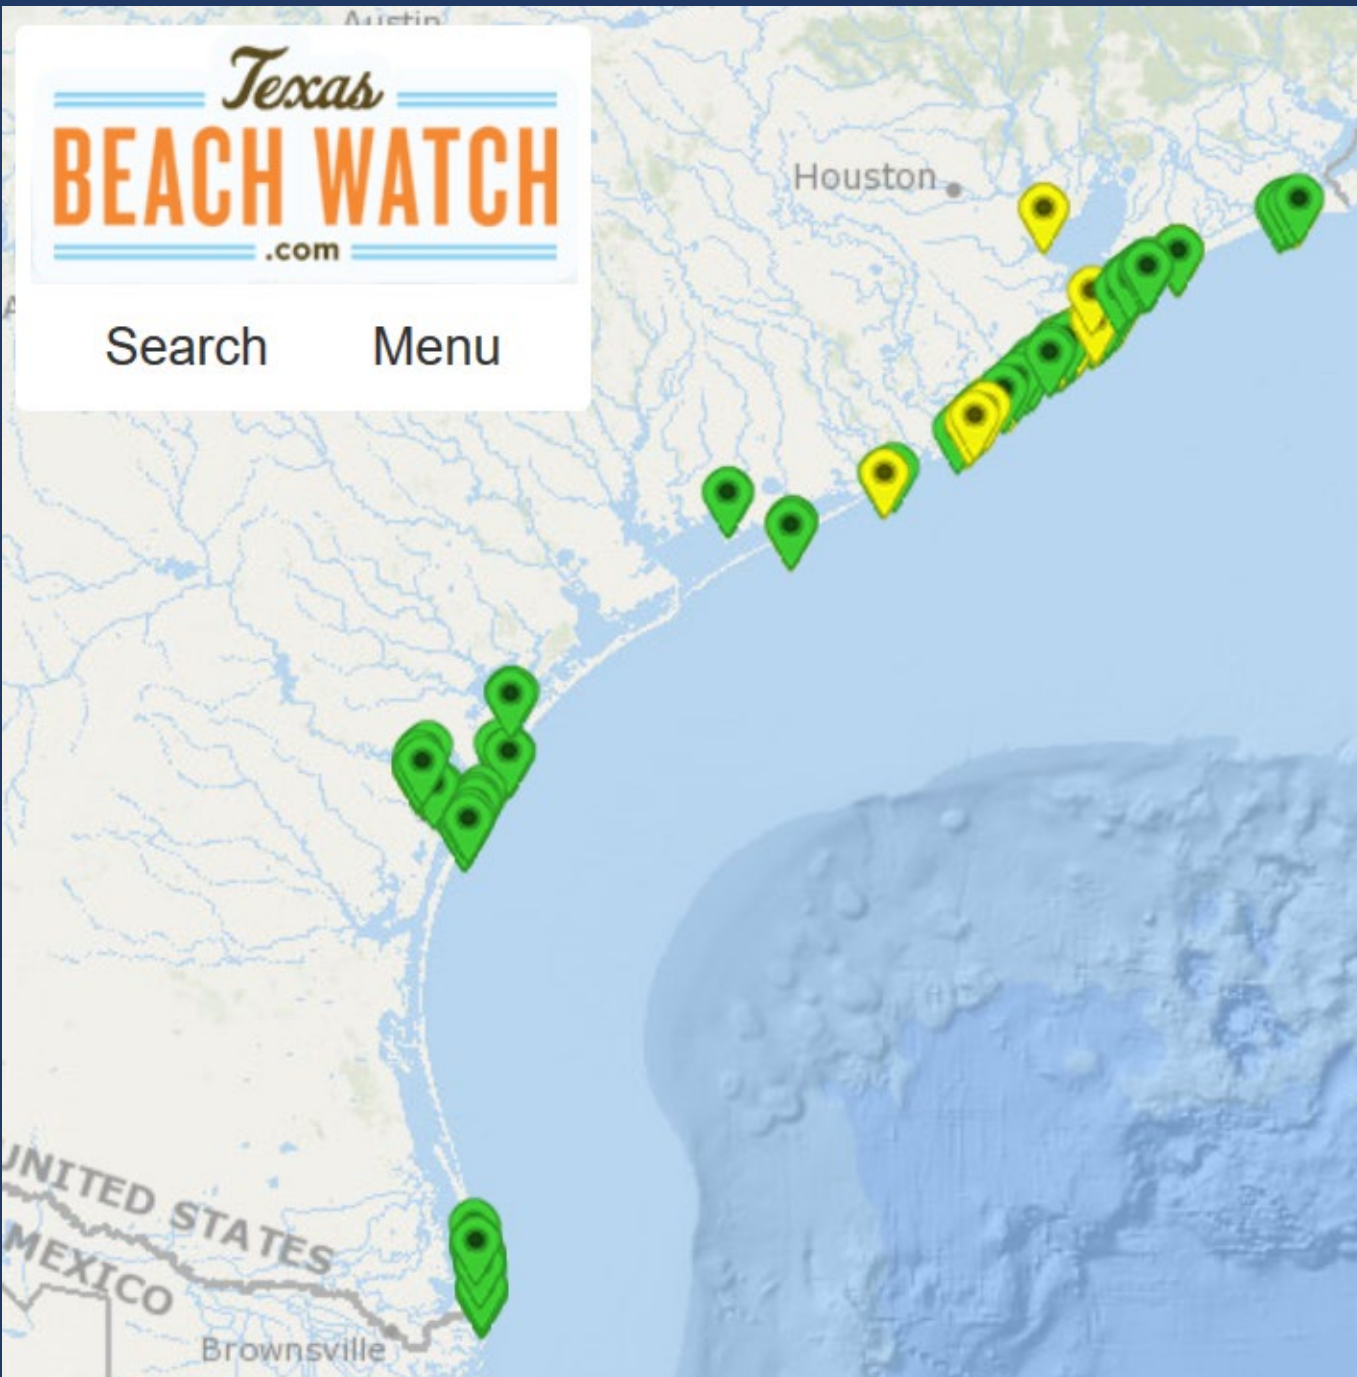 Austin
Texas
BEACH WATCH
.com
Search Menu
Houston
UNITED STATES
MEXICO
Brownsville